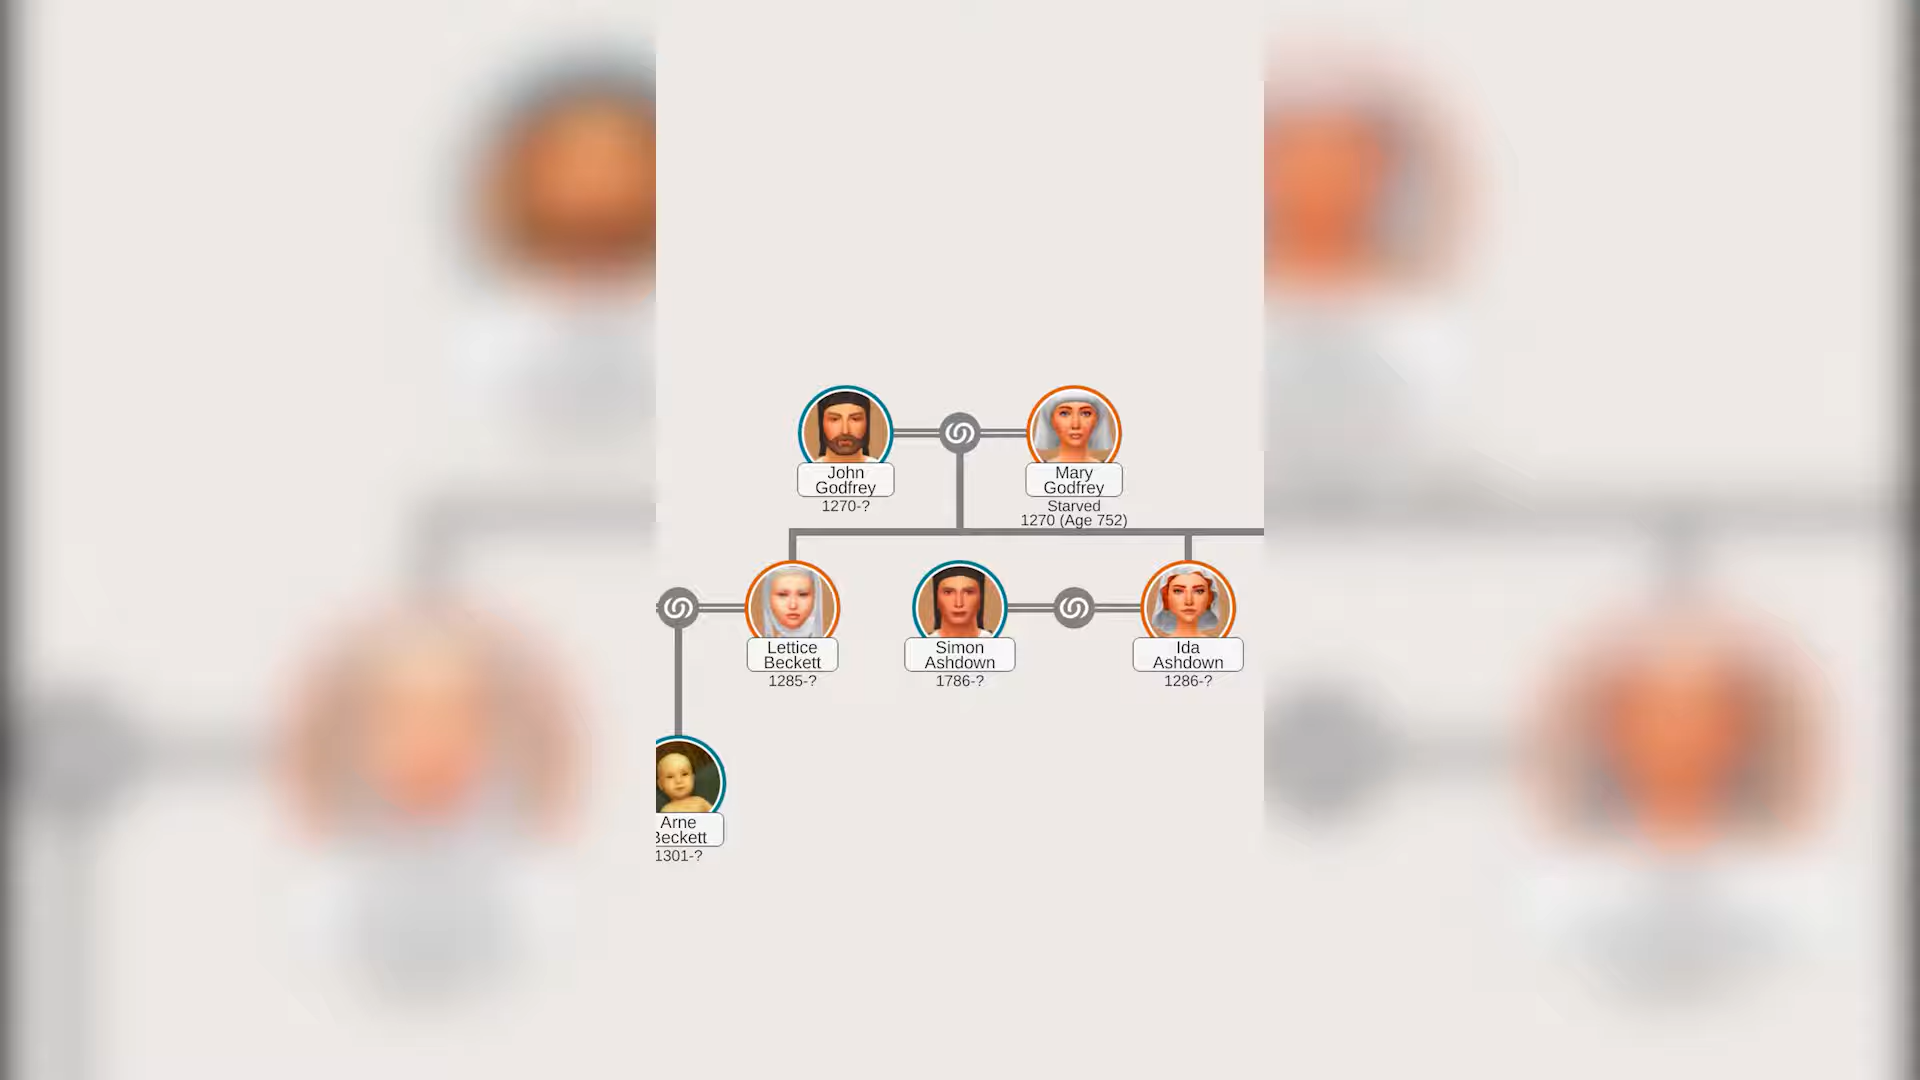 John
Godfrey
1270-?
Mary
Godfrey
Starved
1270 (Age 752)
Lettice
Beckett
1285-?
Simon
Ashdown
1786-?
Ida
Ashdown
1286-?
Arne
Beckett
1301-?